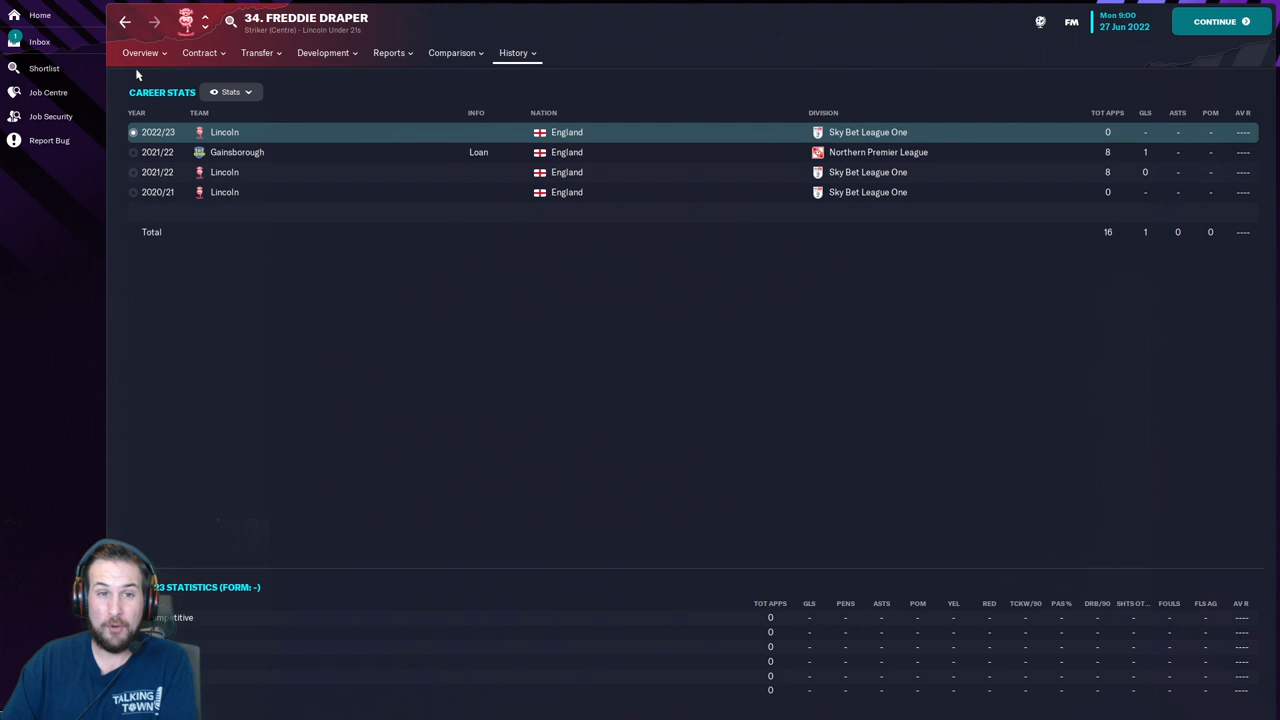 Home
1
Inbox
Shortlist
Job Centre
Job Security
Report Bug
34. FREDDIE DRAPER
Striker (Centre) - Lincoln Under 21s
FM
Mon 9:00
27 Jun 2022
CONTINUE
Overview Contract Transfer Development Reports Comparison History
CAREER STATS Stats
YEAR TEAM INFO NATION DIVISION TOT APPS GLS ASTS POM AV R
2022/23 Lincoln England Sky Bet League One 0 - - - ----
2021/22 Gainsborough Loan England Northern Premier League 8 1 - - ----
2021/22 Lincoln England Sky Bet League One 8 0 - - ----
2020/21 Lincoln England Sky Bet League One 0 - - - ----
Total 16 1 0 0 ----
23 STATISTICS (FORM: -)
TOT APPS GLS PENS ASTS POM YEL RED TCKW/90 PAS % DRB/90 SHTS OT... FOULS FLS AG AV R
ompetitive 0 - - - - - - - - - - - - ----
0 - - - - - - - - - - - - ----
0 - - - - - - - - - - - - ----
0 - - - - - - - - - - - - ----
0 - - - - - - - - - - - - ----
0 - - - - - - - - - - - - ----
TALKING
TOWN!